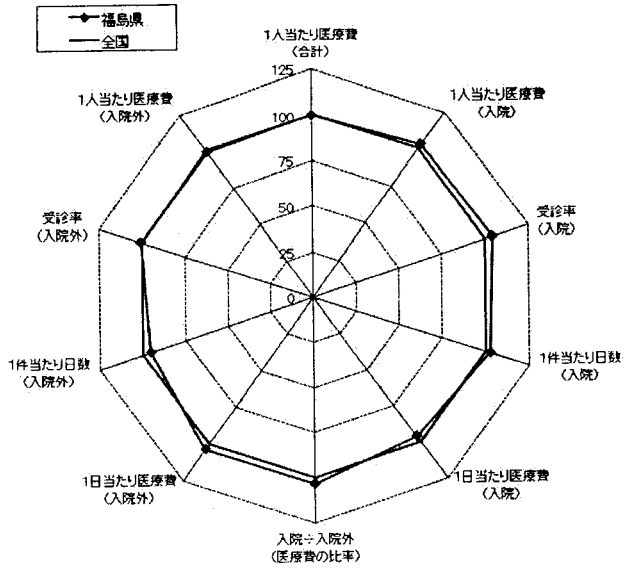 福島県
全国
1人当たり医療費
(合計)
125
100
75
50
25
0
1人当たり医療費
(入院)
受診率
(入院)
1件当たり日数
(入院)
1日当たり医療費
(入院)
入院÷入院外
(医療費の比率)
1日当たり医療費
(入院外)
1件当たり日数
(入院外)
受診率
(入院外)
1人当たり医療費
(入院外)